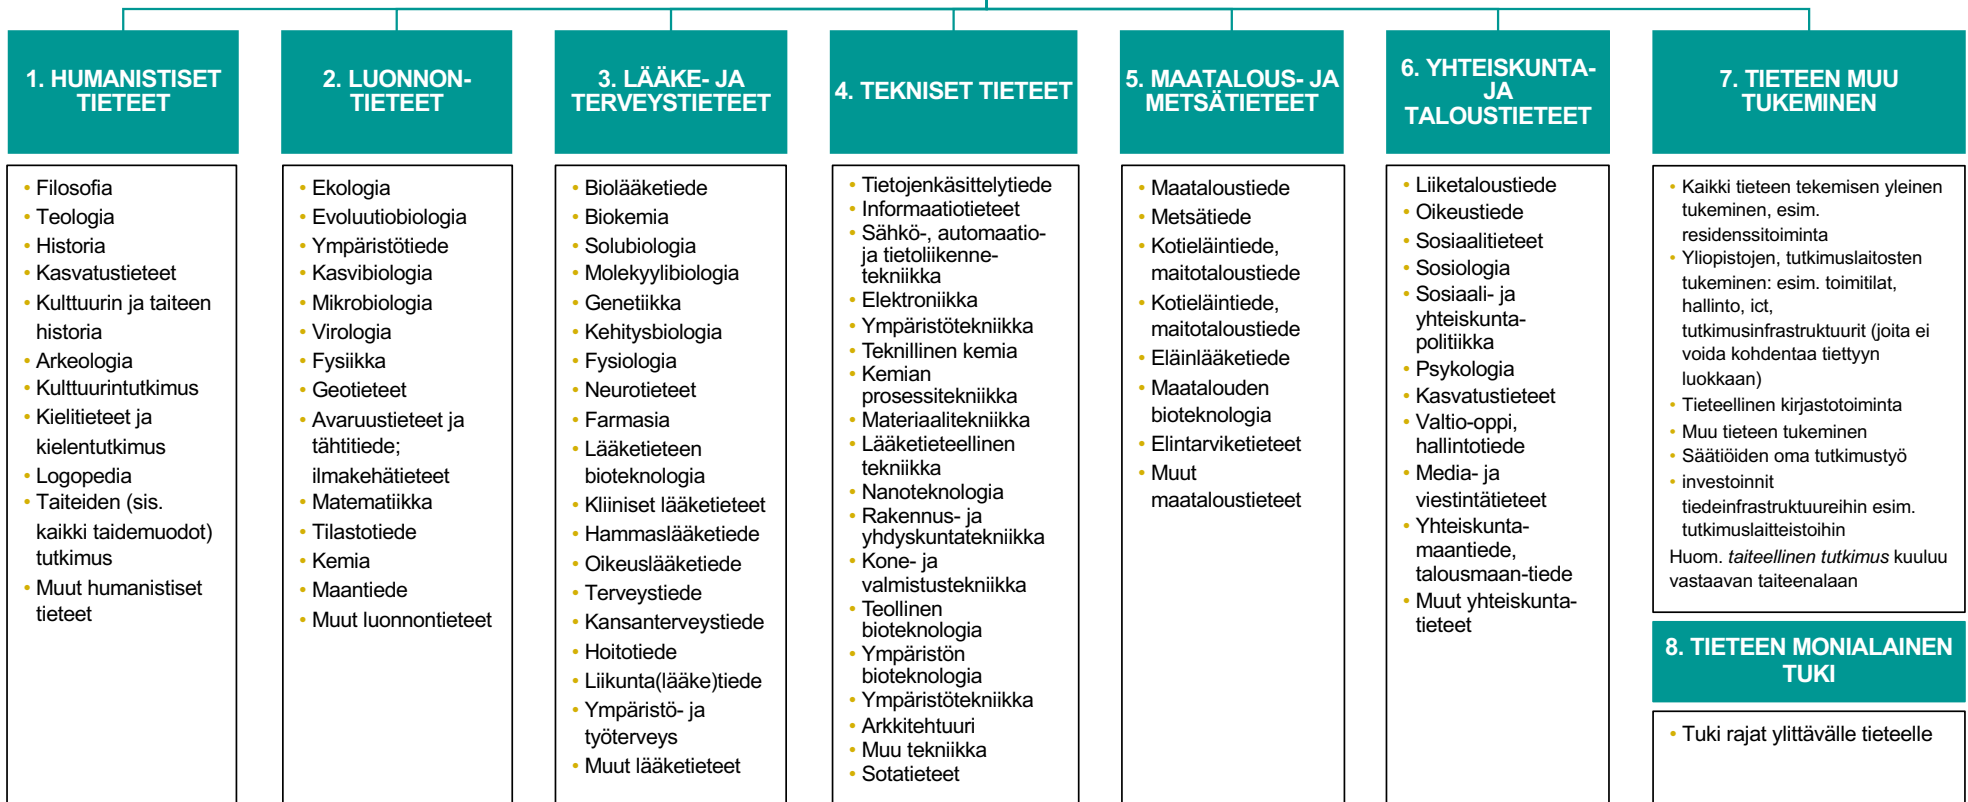 1. HUMANISTISET
TIETEET
• Filosofia
• Teologia
• Historia
• Kasvatustieteet
• Kulttuurin ja taiteen
historia
• Arkeologia
• Kulttuurintutkimus
• Kielitieteet ja
kielentutkimus
• Logopedia
• Taiteiden (sis.
kaikki taidemuodot)
tutkimus
• Muut humanistiset
tieteet
2. LUONNON-
TIETEET
• Ekologia
• Evoluutiobiologia
• Ympäristötiede
• Kasvibiologia
• Mikrobiologia
• Virologia
• Fysiikka
• Geotieteet
• Avaruustieteet ja
tähtitiede;
ilmakehätieteet
• Matematiikka
• Tilastotiede
• Kemia
• Maantiede
• Muut luonnontieteet
3. LÄÄKE- JA
TERVEYSTIETEET
• Biolääketiede
• Biokemia
• Solubiologia
• Molekyylibiologia
• Genetiikka
• Kehitysbiologia
• Fysiologia
• Neurotieteet
• Farmasia
• Lääketieteen
bioteknologia
• Kliiniset lääketieteet
• Hammaslääketiede
• Oikeuslääketiede
• Terveystiede
• Kansanterveystiede
• Hoitotiede
• Liikunta(lääke)tiede
• Ympäristö- ja
työterveys
• Muut lääketieteet
4. TEKNISET TIETEET
• Tietojenkäsittelytiede
• Informaatiotieteet
• Sähkö-, automaatio-
ja tietoliikenne-
tekniikka
• Elektroniikka
• Ympäristötekniikka
• Teknillinen kemia
• Kemian
prosessitekniikka
• Materiaalitekniikka
• Lääketieteellinen
tekniikka
• Nanoteknologia
• Rakennus- ja
yhdyskuntatekniikka
• Kone- ja
valmistustekniikka
• Teollinen
bioteknologia
• Ympäristön
bioteknologia
• Ympäristötekniikka
• Arkkitehtuuri
• Muu tekniikka
• Sotatieteet
5. MAATALOUS- JA
METSÄTIETEET
• Maataloustiede
• Metsätiede
• Kotieläintiede,
maitotaloustiede
• Kotieläintiede,
maitotaloustiede
• Eläinlääketiede
• Maatalouden
bioteknologia
• Elintarviketieteet
• Muut
maataloustieteet
6. YHTEISKUNTA-
JA
TALOUSTIETEET
• Liiketaloustiede
• Oikeustiede
• Sosiaalitieteet
• Sosiologia
• Sosiaali- ja
yhteiskunta-
politiikka
• Psykologia
• Kasvatustieteet
• Valtio-oppi,
hallintotiede
• Media- ja
viestintätieteet
• Yhteiskunta-
maantiede,
talousmaan-tiede
• Muut yhteiskunta-
tieteet
7. TIETEEN MUU
TUKEMINEN
• Kaikki tieteen tekemisen yleinen
tukeminen, esim.
residenssitoiminta
• Yliopistojen, tutkimuslaitosten
tukeminen: esim. toimitilat,
hallinto, ict,
tutkimusinfrastruktuurit (joita ei
voida kohdentaa tiettyyn
luokkaan)
• Tieteellinen kirjastotoiminta
• Muu tieteen tukeminen
• Säätiöiden oma tutkimustyö
• investoinnit
tiedeinfrastruktuureihin esim.
tutkimuslaitteistoihin
Huom. taiteellinen tutkimus kuuluu
vastaavan taiteenalaan
8. TIETEEN MONIALAINEN
TUKI
• Tuki rajat ylittävälle tieteelle